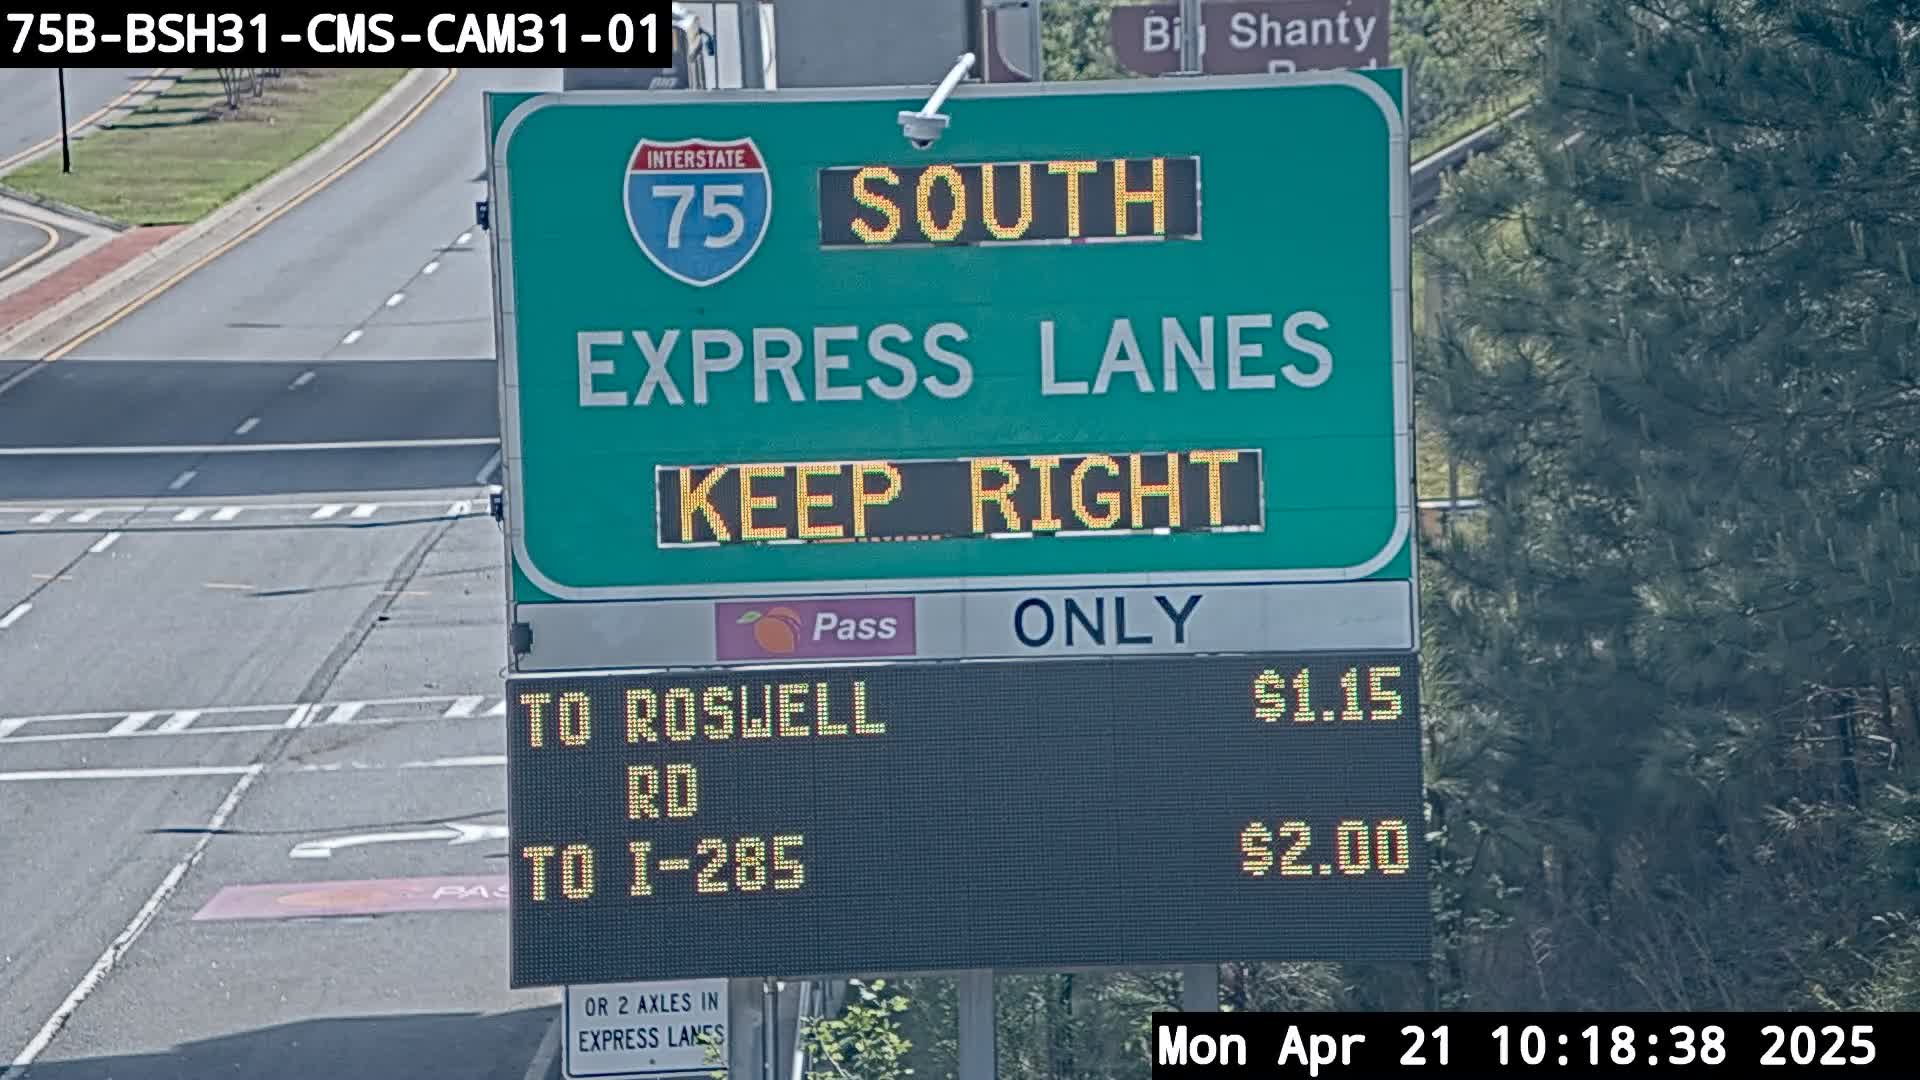 75B-BSH31-CMS-CAM31-01
Big Shanty
Road
INTERSTATE
75
SOUTH
EXPRESS LANES
KEEP RIGHT
Pass ONLY
TO ROSWELL $1.15
RD
TO I-285 $2.00
PAS
OR 2 AXLES IN
EXPRESS LANES
Mon Apr 21 10:18:38 2025